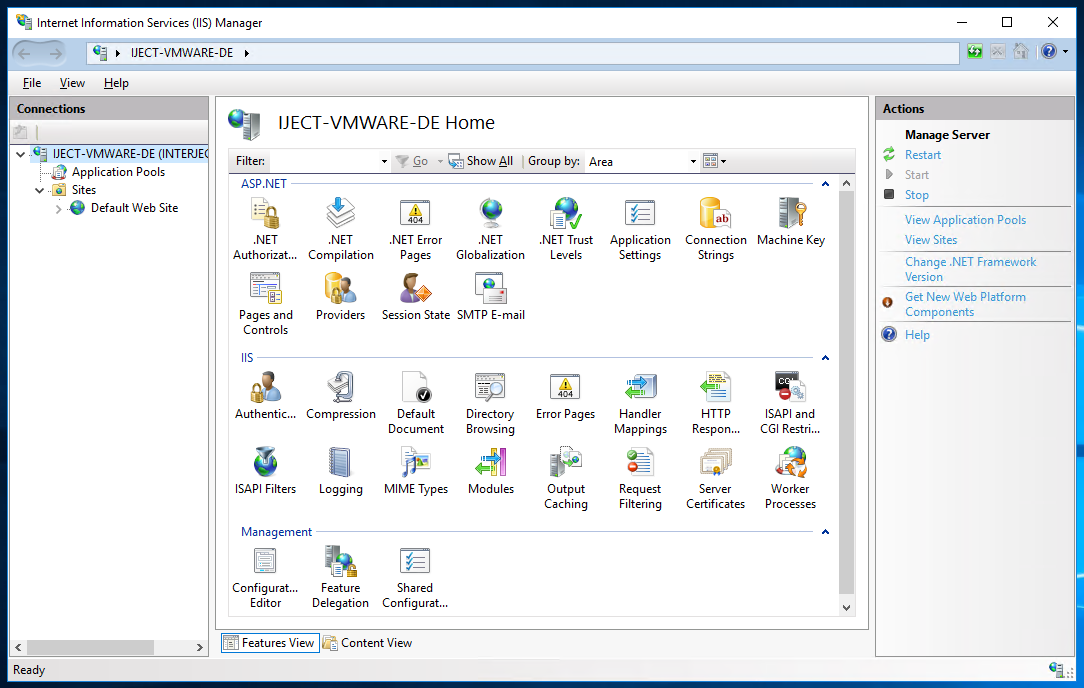 Internet Information Services (IIS) Manager
IJECT-VMWARE-DE
File View Help
Connections
IJECT-VMWARE-DE (INTERJEC
Application Pools
Sites
Default Web Site
IJECT-VMWARE-DE Home
Filter: Go Show All Group by: Area
ASP.NET
.NET Authorizat...
.NET Compilation
.NET Error Pages
.NET Globalization
.NET Trust Levels
Application Settings
Connection Strings
Machine Key
Pages and Controls
Providers
Session State
SMTP E-mail
IIS
Authentic...
Compression
Default Document
Directory Browsing
Error Pages
Handler Mappings
HTTP Respon...
ISAPI and CGI Restri...
ISAPI Filters
Logging
MIME Types
Modules
Output Caching
Request Filtering
Server Certificates
Worker Processes
Management
Configurat... Editor
Feature Delegation
Shared Configurat...
Features View
Content View
Actions
Manage Server
Restart
Start
Stop
View Application Pools
View Sites
Change .NET Framework
Version
Get New Web Platform
Components
Help
Ready